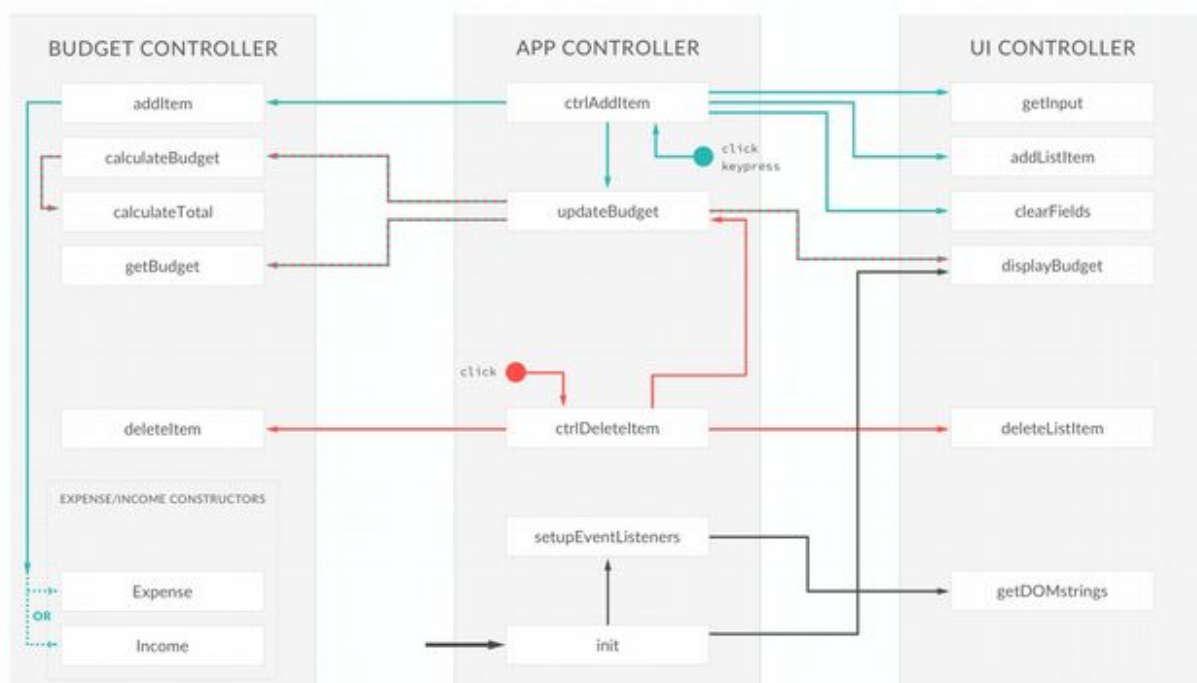 BUDGET CONTROLLER
addItem
calculateBudget
calculateTotal
getBudget
deleteItem
EXPENSE/INCOME CONSTRUCTORS
Expense
OR
Income
APP CONTROLLER
ctrlAddItem
click
keypress
updateBudget
click
ctrlDeleteItem
setupEventListeners
init
UI CONTROLLER
getInput
addListItem
clearFields
displayBudget
deleteListItem
getDOMstrings